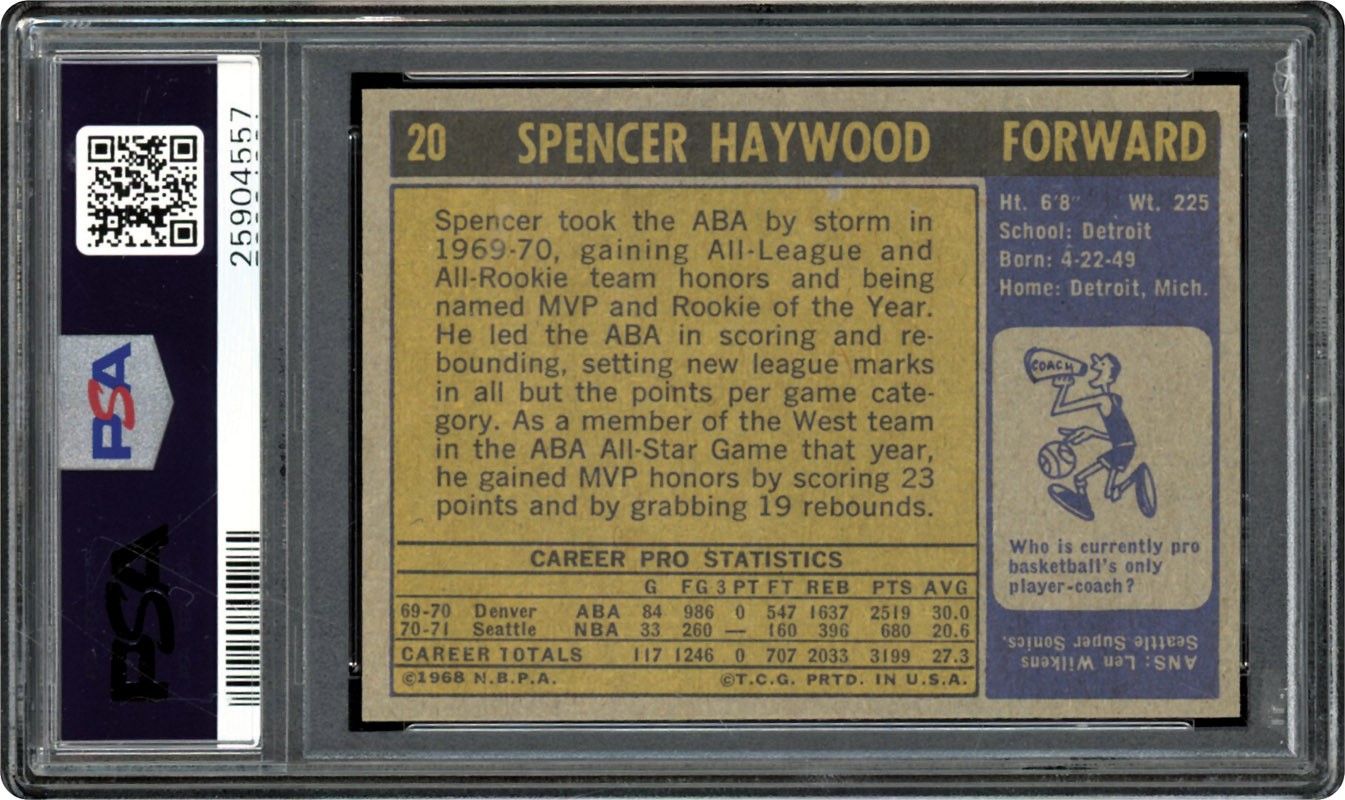 25904557
PSA
PSA
20 SPENCER HAYWOOD FORWARD
Spencer took the ABA by storm in
1969-70, gaining All-League and
All-Rookie team honors and being
named MVP and Rookie of the Year.
He led the ABA in scoring and re-
bounding, setting new league marks
in all but the points per game cate-
gory. As a member of the West team
in the ABA All-Star Game that year,
he gained MVP honors by scoring 23
points and by grabbing 19 rebounds.
CAREER PRO STATISTICS
G FG 3 PT FT REB PTS AVG
69-70 Denver ABA 84 986 0 547 1637 2519 30.0
70-71 Seattle NBA 33 260 — 160 396 680 20.6
CAREER TOTALS 117 1246 0 707 2033 3199 27.3
©1968 N.B.P.A. ©T.C.G. PRTD. IN U.S.A.
Ht. 6'8" Wt. 225
School: Detroit
Born: 4-22-49
Home: Detroit, Mich.
COACH
Who is currently pro
basketball's only
player-coach?
ANS: Len Wilkens
Seattle Super Sonics.